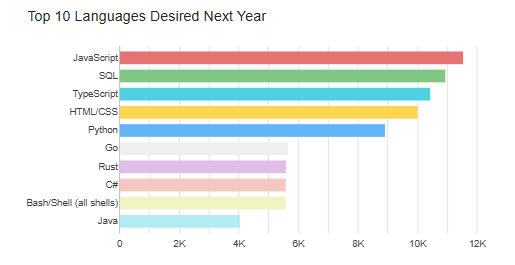 Top 10 Languages Desired Next Year
JavaScript
SQL
TypeScript
HTML/CSS
Python
Go
Rust
C#
Bash/Shell (all shells)
Java
0 2K 4K 6K 8K 10K 12K